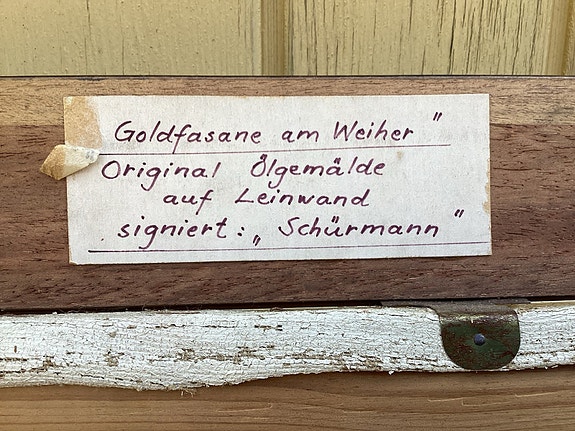 Goldfasane am Weiher"
Original Ölgemälde
auf Leinwand
signiert: „Schürmann"